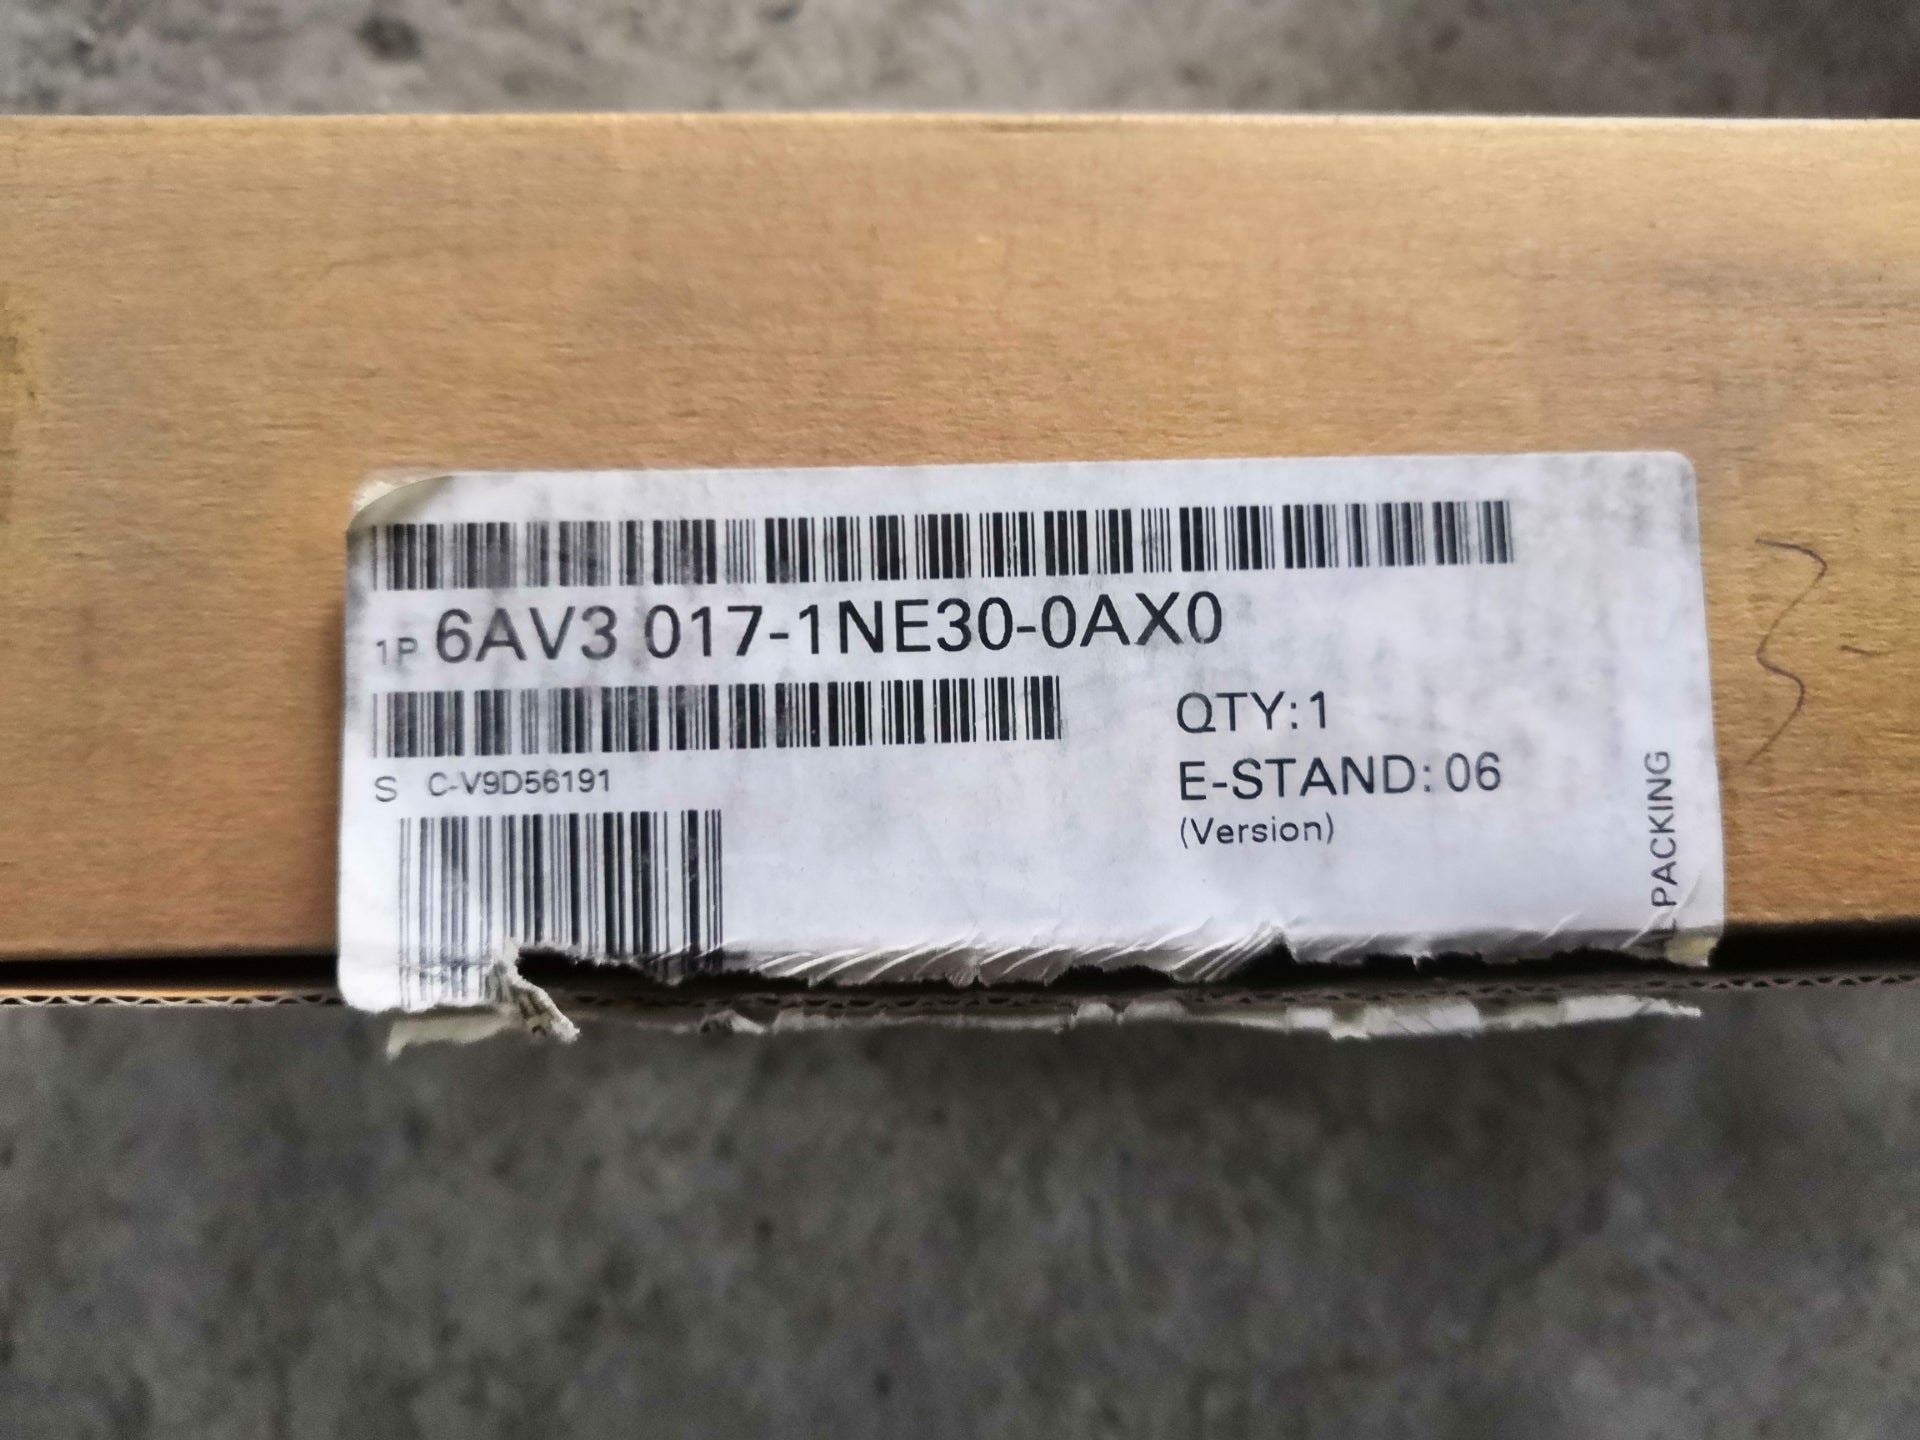 1P 6AV3 017-1NE30-0AX0
S C-V9D56191
QTY:1
E-STAND: 06
(Version)
PACKING